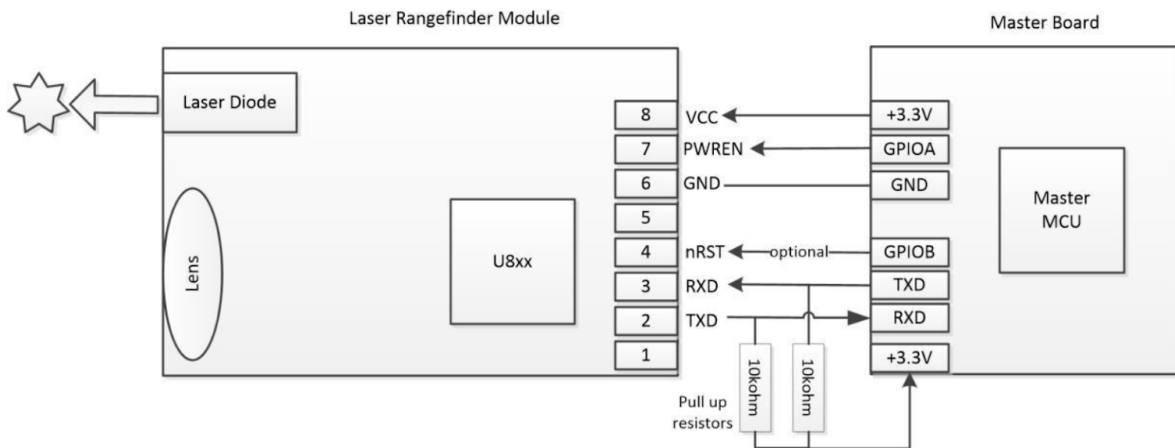 Laser Rangefinder Module
Master Board
Laser Diode
8 VCC +3.3V
7 PWREN GPIOA
6 GND GND
5
Master
MCU
4 nRST optional GPIOB
Lens
U8xx
3 RXD TXD
2 TXD RXD
1 +3.3V
10kohm 10kohm
Pull up
resistors